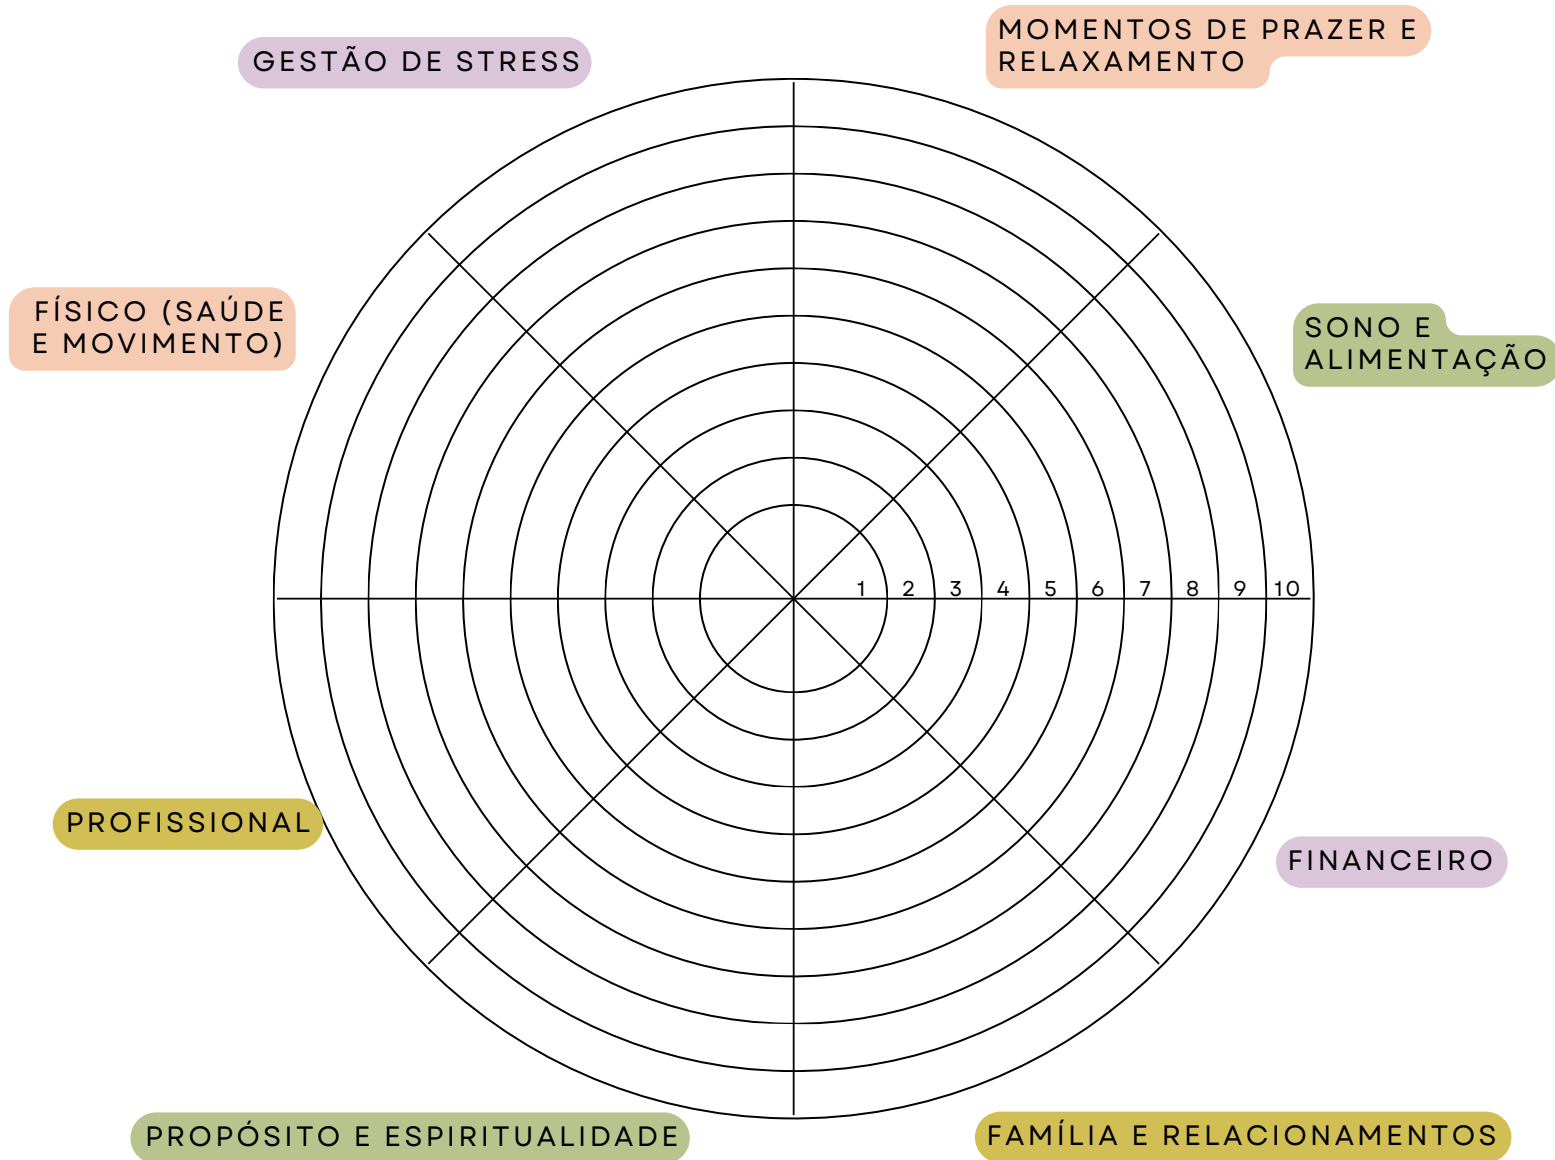 MOMENTOS DE PRAZER E
RELAXAMENTO
GESTÃO DE STRESS
FÍSICO (SAÚDE
E MOVIMENTO)
SONO E
ALIMENTAÇÃO
1 2 3 4 5 6 7 8 9 10
PROFISSIONAL
FINANCEIRO
PROPÓSITO E ESPIRITUALIDADE
FAMÍLIA E RELACIONAMENTOS